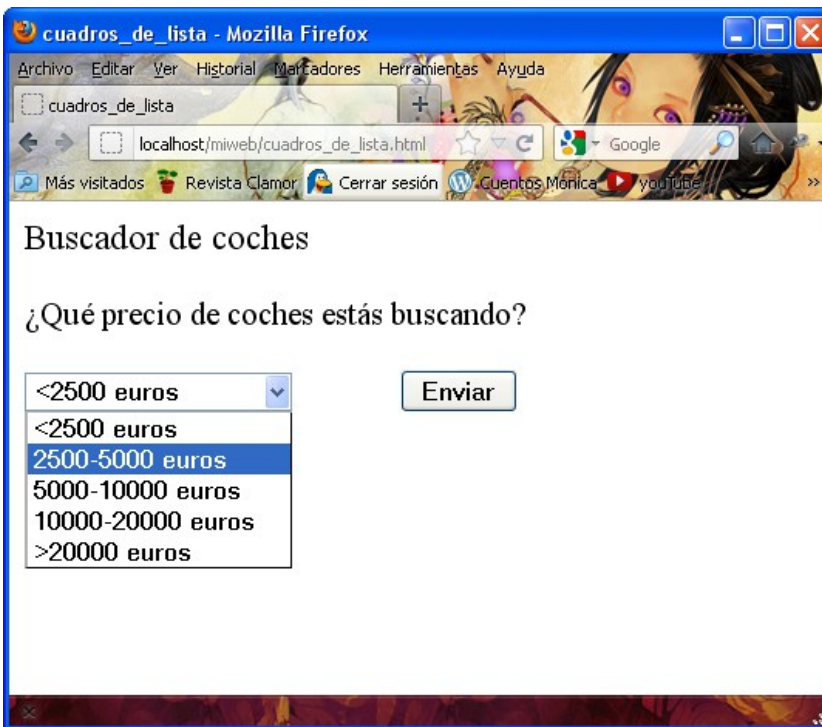 cuadros_de_lista - Mozilla Firefox
Archivo Editar Ver Historial Marcadores Herramientas Ayuda
cuadros_de_lista
localhost/miweb/cuadros_de_lista.html Google
Más visitados Revista Clamor Cerrar sesión Cuentos Mónica youTube
Buscador de coches
¿Qué precio de coches estás buscando?
<2500 euros Enviar
<2500 euros
2500-5000 euros
5000-10000 euros
10000-20000 euros
>20000 euros